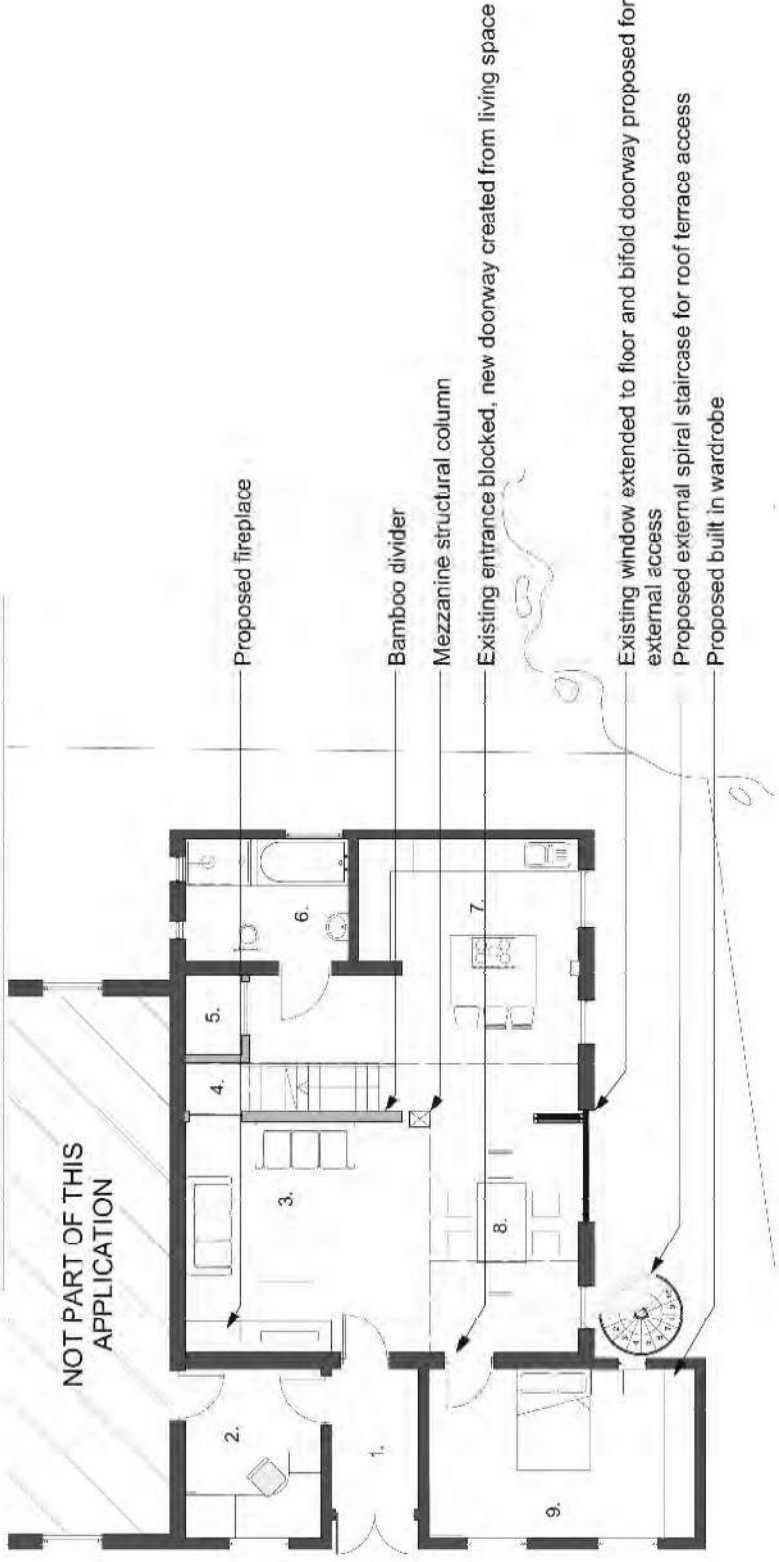 NOT PART OF THIS
APPLICATION
Proposed fireplace
Bamboo divider
Mezzanine structural column
Existing entrance blocked, new doorway created from living space
Existing window extended to floor and bifold doorway proposed for
external access
Proposed external spiral staircase for roof terrace access
Proposed built in wardrobe
1.
2.
3.
4.
5.
6.
7.
8.
9.